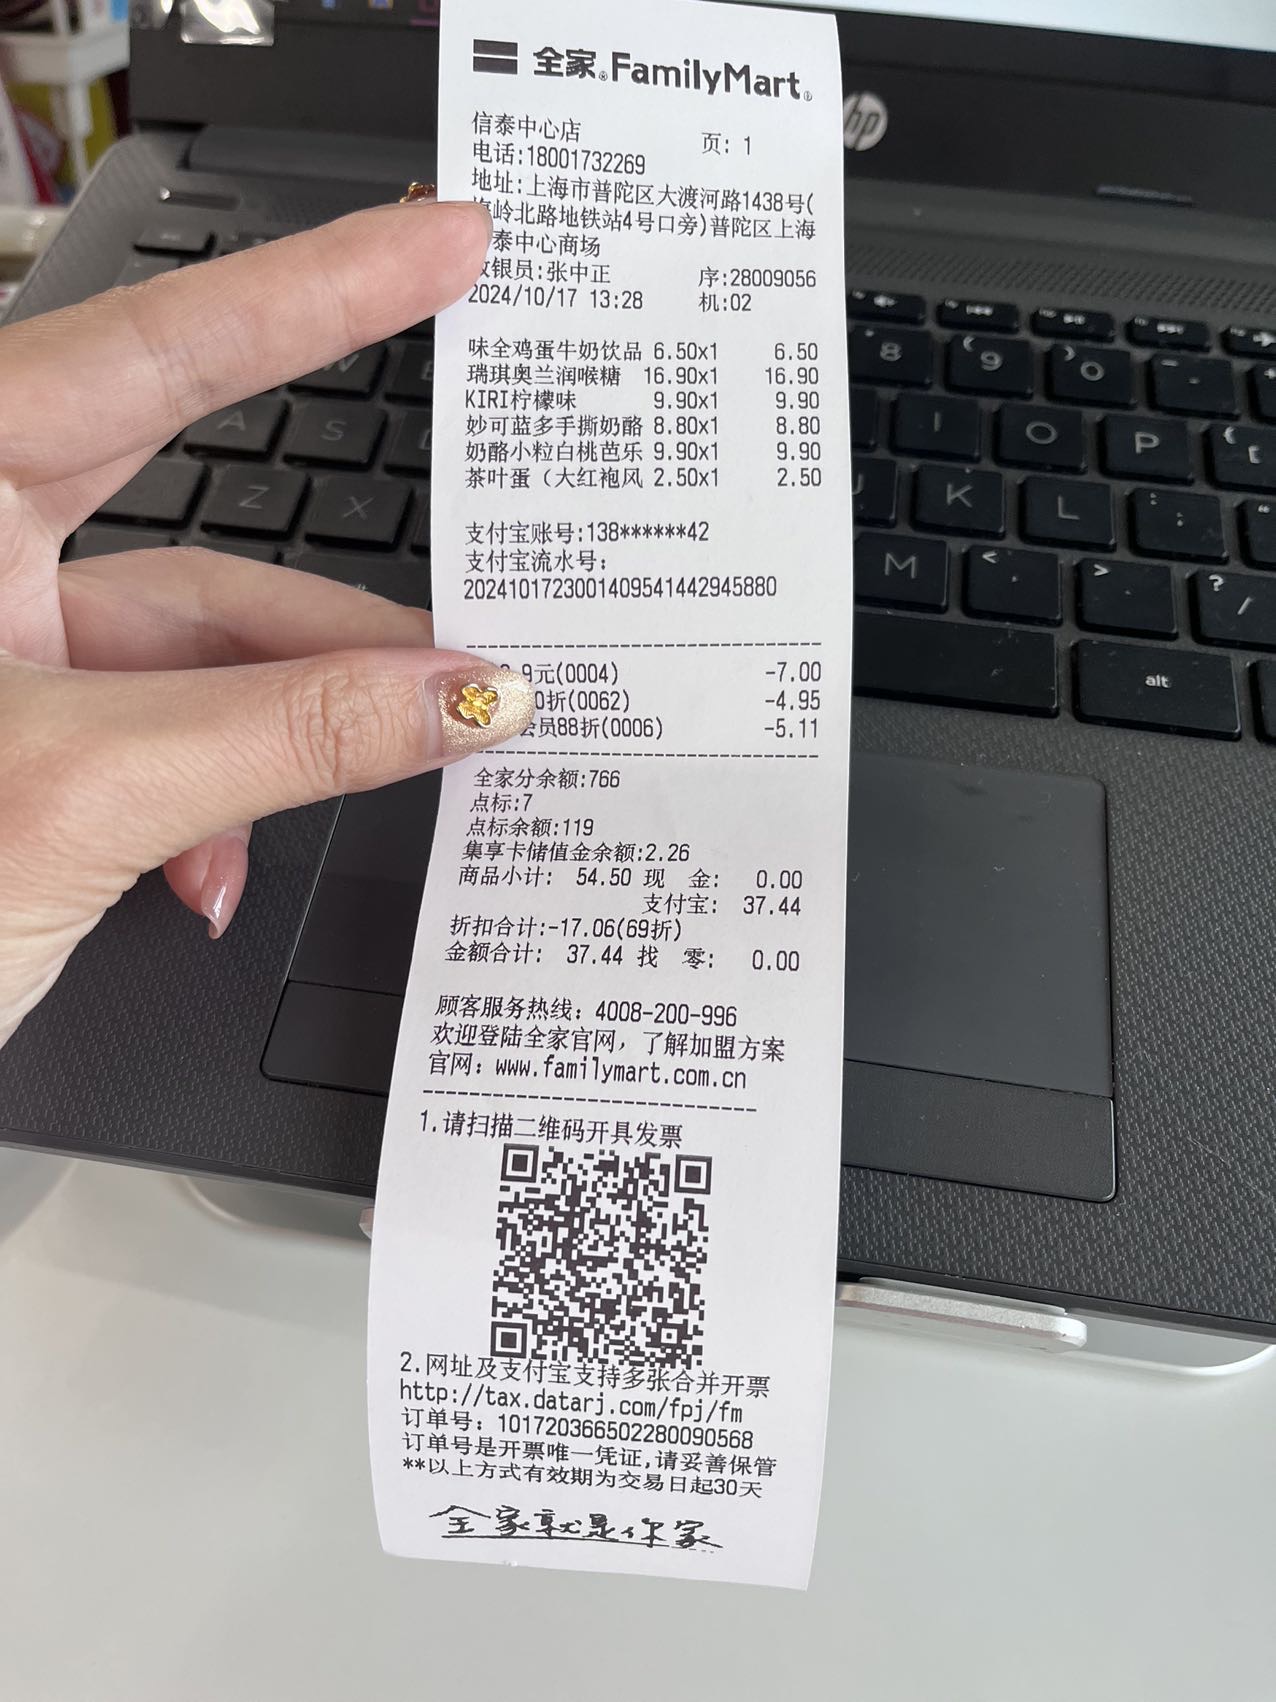 全家 FamilyMart
信泰中心店 页: 1
电话:18001732269
地址:上海市普陀区大渡河路1438号(
岭北路地铁站4号口旁)普陀区上海
泰中心商场
银员:张中正 序:28009056
2024/10/17 13:28 机:02
味全鸡蛋牛奶饮品 6.50x1 6.50
瑞琪奥兰润喉糖 16.90x1 16.90
KIRI柠檬味 9.90x1 9.90
妙可蓝多手撕奶酪 8.80x1 8.80
奶酪小粒白桃芭乐 9.90x1 9.90
茶叶蛋（大红袍风 2.50x1 2.50
支付宝账号:138******42
支付宝流水号:
2024101723001409541442945880
9元(0004) -7.00
0折(0062) -4.95
会员88折(0006) -5.11
全家分余额:766
点标:7
点标余额:119
集享卡储值金余额:2.26
商品小计: 54.50 现 金: 0.00
支付宝: 37.44
折扣合计:-17.06(69折)
金额合计: 37.44 找 零: 0.00
顾客服务热线: 4008-200-996
欢迎登陆全家官网，了解加盟方案
官网: www.familymart.com.cn
1.请扫描二维码开具发票
2.网址及支付宝支持多张合并开票
http://tax.datarj.com/fpj/fm
订单号: 101720366502280090568
订单号是开票唯一凭证,请妥善保管
**以上方式有效期为交易日起30天
全家就是你家
hp
W
A S
Z X
8 9 0
I O P
K L
M < , > . ? /
alt